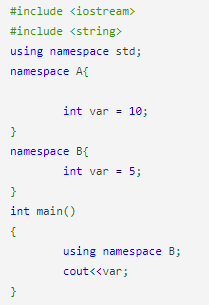 #include <iostream>
#include <string>
using namespace std;
namespace A{
int var = 10;
}
namespace B{
int var = 5;
}
int main()
{
using namespace B;
cout<<var;
}